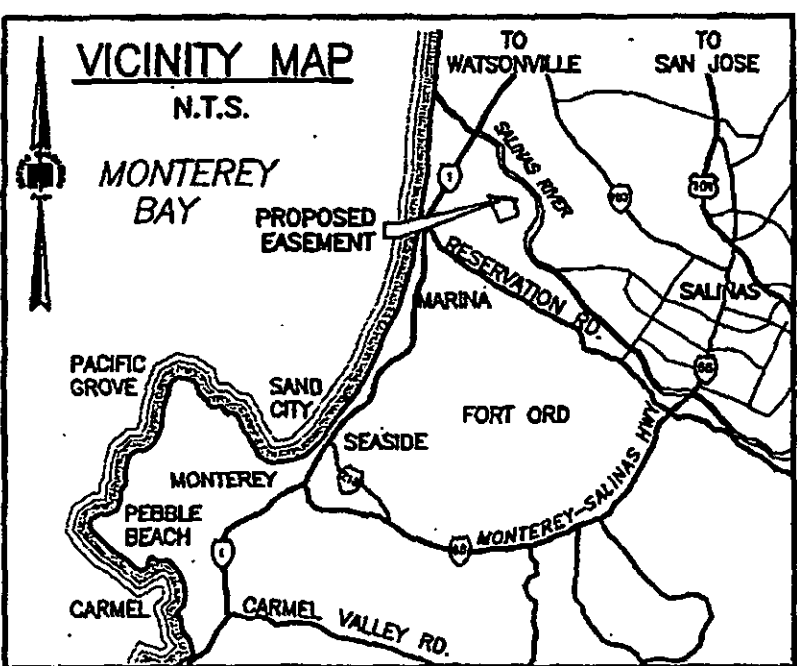 VICINITY MAP
N.T.S.
MONTEREY
BAY
TO
WATSONVILLE
TO
SAN JOSE
SALINAS RIVER
1
101
PROPOSED
EASEMENT
RESERVATION RD.
MARINA
SALINAS
68
PACIFIC
GROVE
SAND
CITY
FORT ORD
SEASIDE
MONTEREY
MONTEREY-SALINAS HWY
68
PEBBLE
BEACH
1
CARMEL
CARMEL VALLEY RD.